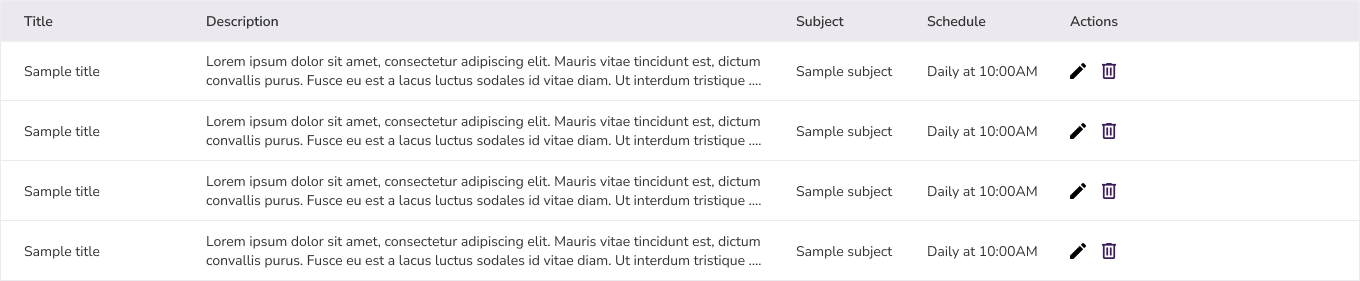 Title Description Subject Schedule Actions
Sample title Lorem ipsum dolor sit amet, consectetur adipiscing elit. Mauris vitae tincidunt est, dictum Sample subject Daily at 10:00AM
convallis purus. Fusce eu est a lacus luctus sodales id vitae diam. Ut interdum tristique ....
Sample title Lorem ipsum dolor sit amet, consectetur adipiscing elit. Mauris vitae tincidunt est, dictum Sample subject Daily at 10:00AM
convallis purus. Fusce eu est a lacus luctus sodales id vitae diam. Ut interdum tristique ....
Sample title Lorem ipsum dolor sit amet, consectetur adipiscing elit. Mauris vitae tincidunt est, dictum Sample subject Daily at 10:00AM
convallis purus. Fusce eu est a lacus luctus sodales id vitae diam. Ut interdum tristique ....
Sample title Lorem ipsum dolor sit amet, consectetur adipiscing elit. Mauris vitae tincidunt est, dictum Sample subject Daily at 10:00AM
convallis purus. Fusce eu est a lacus luctus sodales id vitae diam. Ut interdum tristique ....